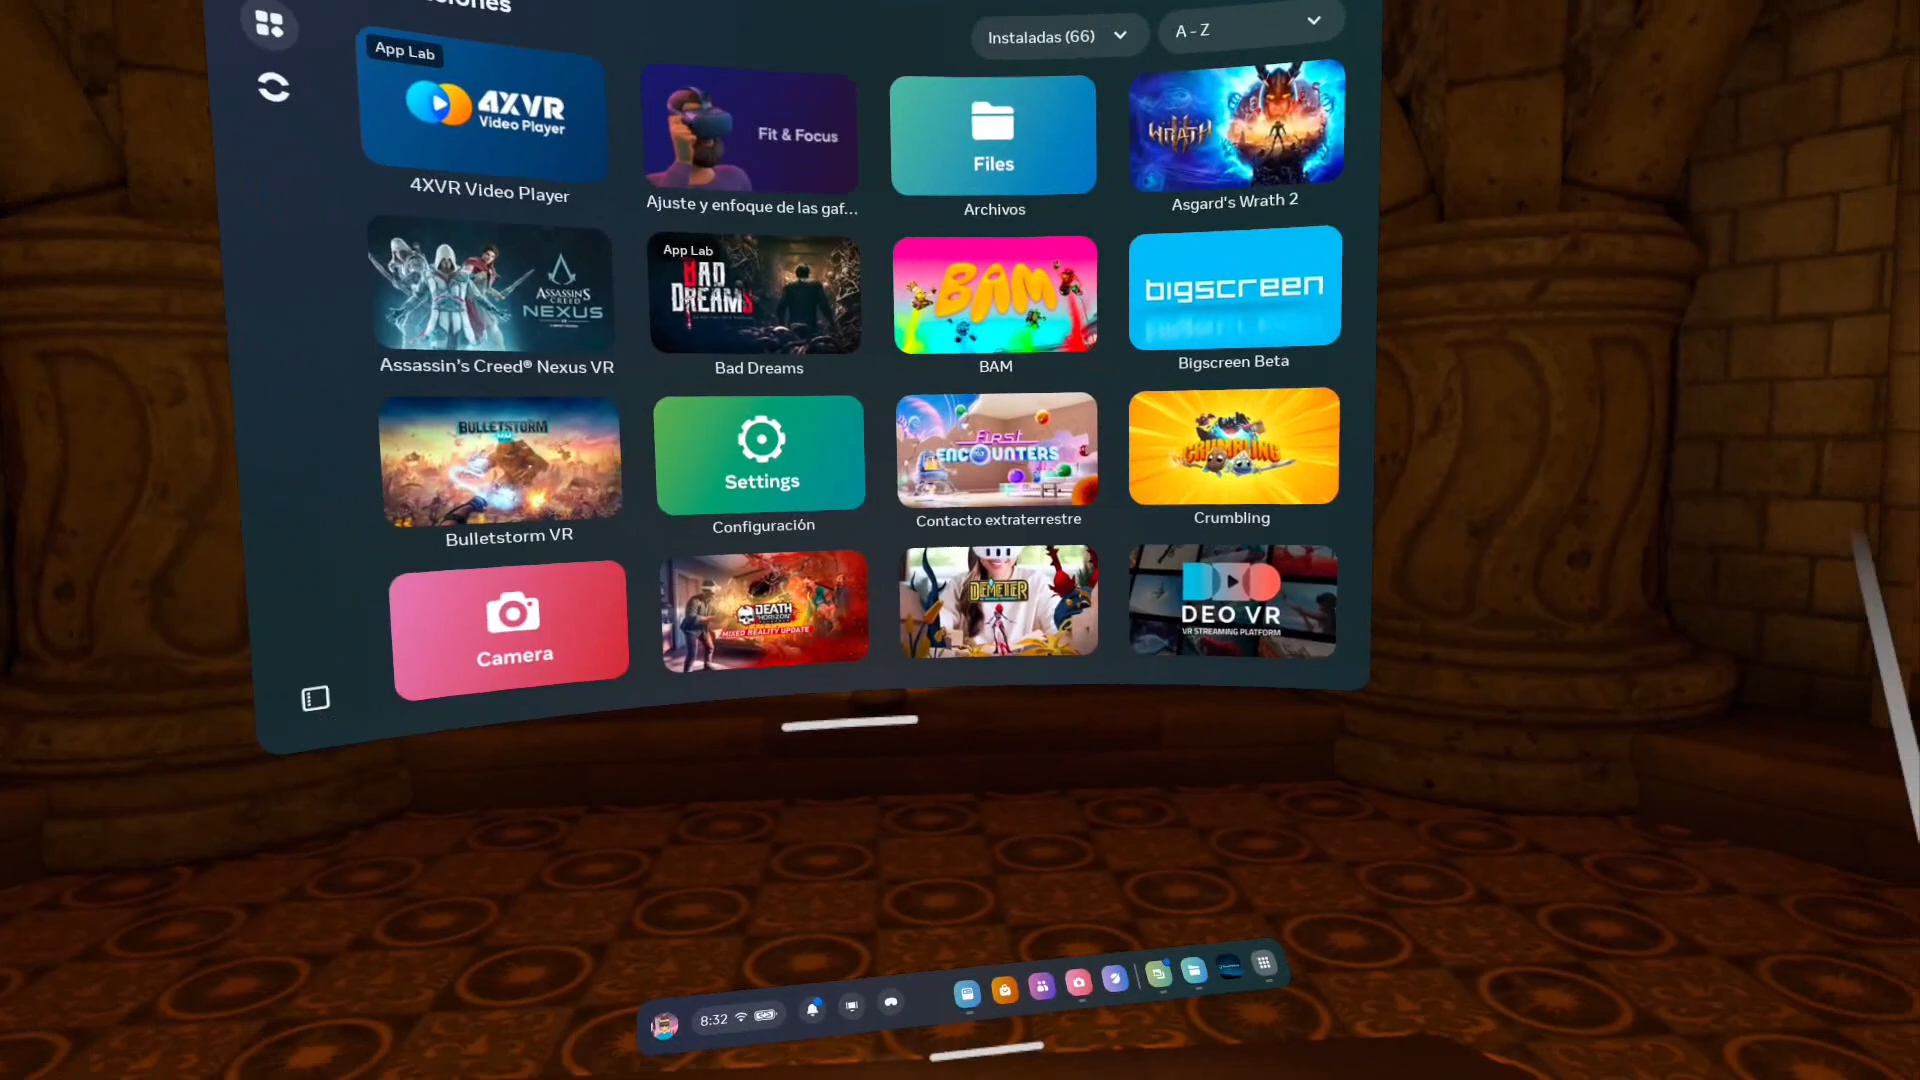 Instaladas (66)
A - Z
App Lab
4XVR
Video Player
4XVR Video Player
Fit & Focus
Ajuste y enfoque de las gaf...
Files
Archivos
WRATH
Asgard's Wrath 2
ASSASSIN'S
CREED
NEXUS
Assassin's Creed® Nexus VR
App Lab
BAD
DREAMS
Bad Dreams
BAM
BAM
bigscreen
Bigscreen Beta
BULLETSTORM
Bulletstorm VR
Settings
Configuración
FIRST
ENCOUNTERS
Contacto extraterrestre
CRUMBLING
Crumbling
Camera
DEATH
HORIZON
MIXED REALITY UPDATE
DEMETER
DEO VR
VR STREAMING PLATFORM
8:32